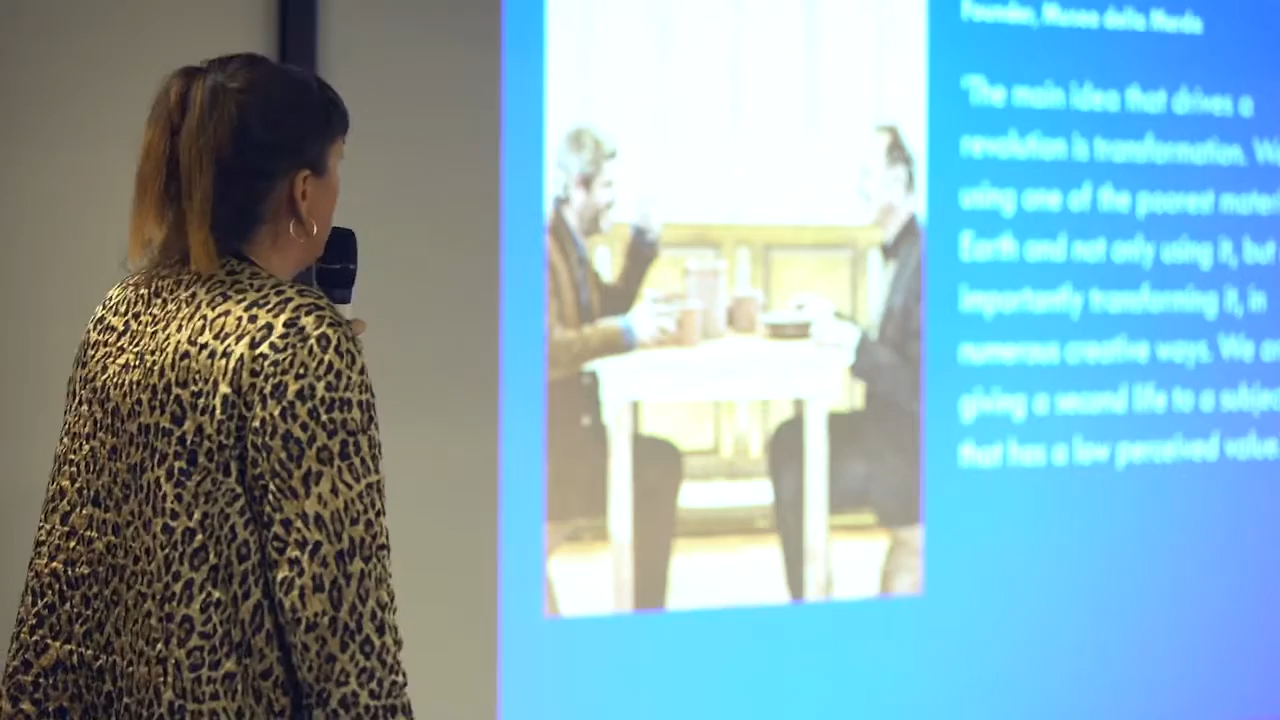 Founder, Museo della Merda
"The main idea that drives a
revolution is transformation. We
using one of the poorest mater
Earth and not only using it, but
importantly transforming it, in
numerous creative ways. We ar
giving a second life to a subjec
that has a low perceived value.